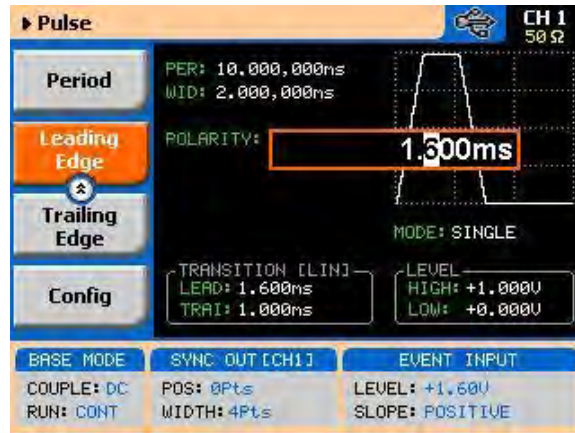 Pulse
CH 1
50 Ω
Period
PER: 10.000,000ms
WID: 2.000,000ms
Leading
Edge
POLARITY:
1.600ms
Trailing
Edge
MODE: SINGLE
Config
TRANSITION [LIN]
LEAD: 1.600ms
TRAI: 1.000ms
LEVEL
HIGH: +1.000V
LOW: +0.000V
BASE MODE
COUPLE: DC
RUN: CONT
SYNC OUT [CH1]
POS: 0Pts
WIDTH: 4Pts
EVENT INPUT
LEVEL: +1.60V
SLOPE: POSITIVE